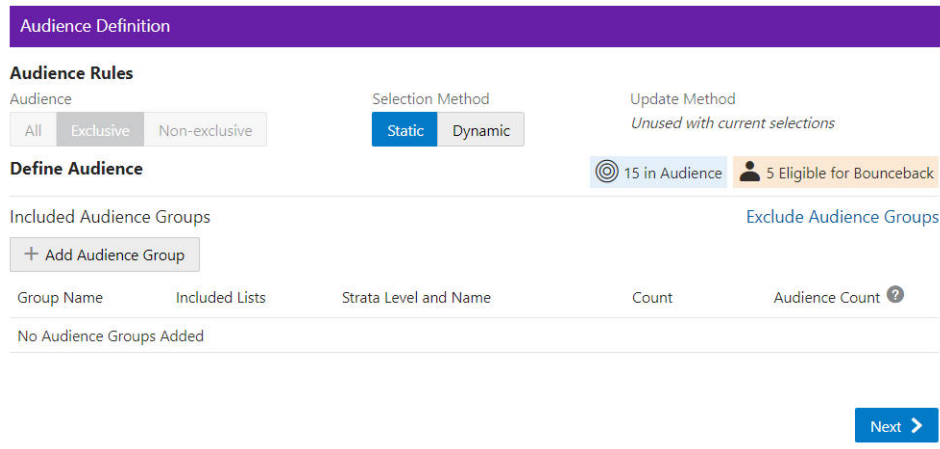 Audience Definition
Audience Rules
Audience Selection Method Update Method
All Exclusive Non-exclusive Static Dynamic Unused with current selections
Define Audience 15 in Audience 5 Eligible for Bounceback
Included Audience Groups Exclude Audience Groups
+ Add Audience Group
Group Name Included Lists Strata Level and Name Count Audience Count ?
No Audience Groups Added
Next